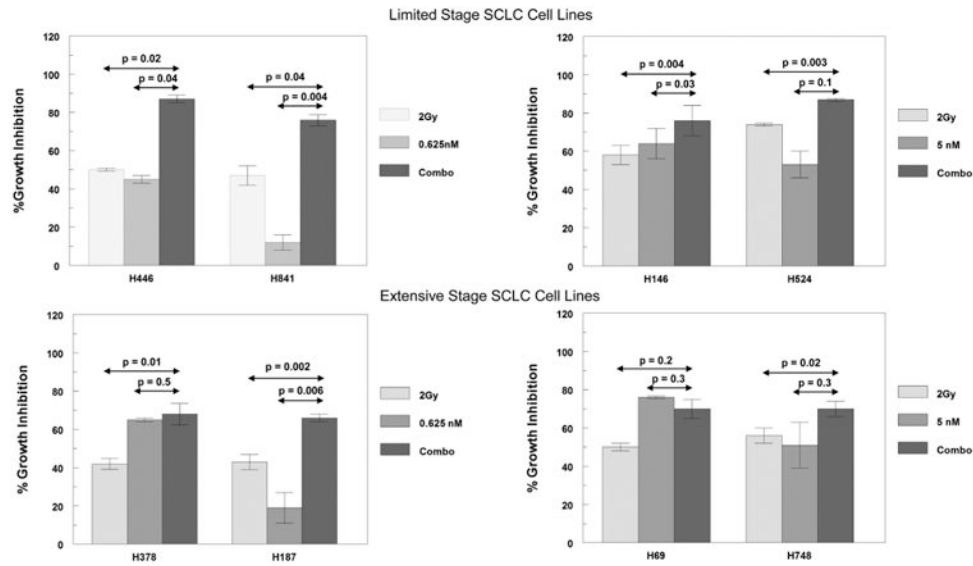 Limited Stage SCLC Cell Lines
120
100
80
60
40
20
0
%Growth Inhibition
p = 0.02
p = 0.04
p = 0.04
p = 0.004
H446
H841
2Gy
0.625nM
Combo
120
100
80
60
40
20
0
% Growth Inhibition
p = 0.004
p = 0.03
p = 0.003
p = 0.1
H146
H524
2Gy
5 nM
Combo
Extensive Stage SCLC Cell Lines
120
100
80
60
40
20
0
% Growth Inhibition
p = 0.01
p = 0.5
p = 0.002
p = 0.006
H378
H187
2Gy
0.625 nM
Combo
120
100
80
60
40
20
0
% Growth Inhibition
p = 0.2
p = 0.3
p = 0.02
p = 0.3
H69
H748
2Gy
5 nM
Combo